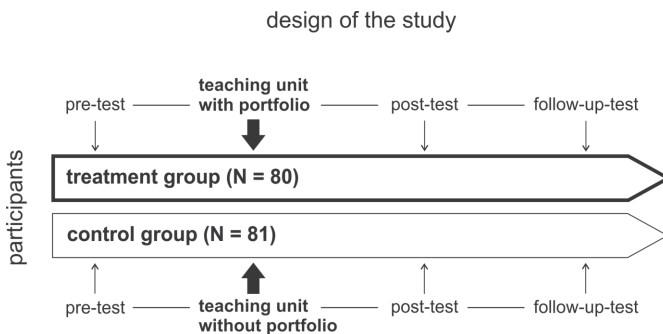 design of the study
participants
teaching unit
pre-test with portfolio post-test follow-up-test
treatment group (N = 80)
control group (N = 81)
pre-test teaching unit post-test follow-up-test
without portfolio